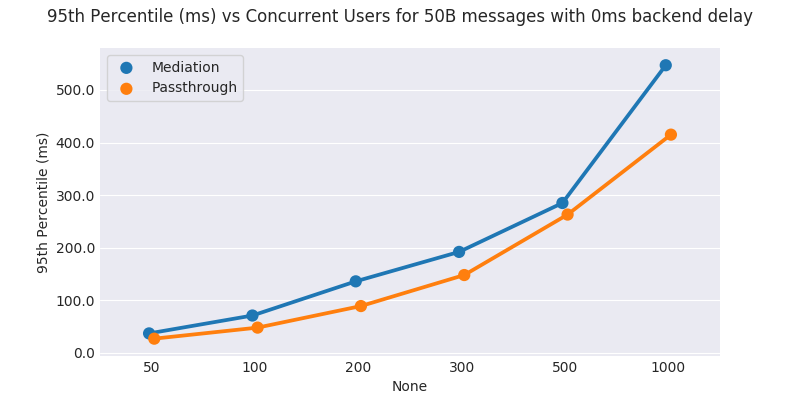 95th Percentile (ms) vs Concurrent Users for 50B messages with 0ms backend delay
Mediation
Passthrough
95th Percentile (ms)
500.0
400.0
300.0
200.0
100.0
0.0
50 100 200 300 500 1000
None